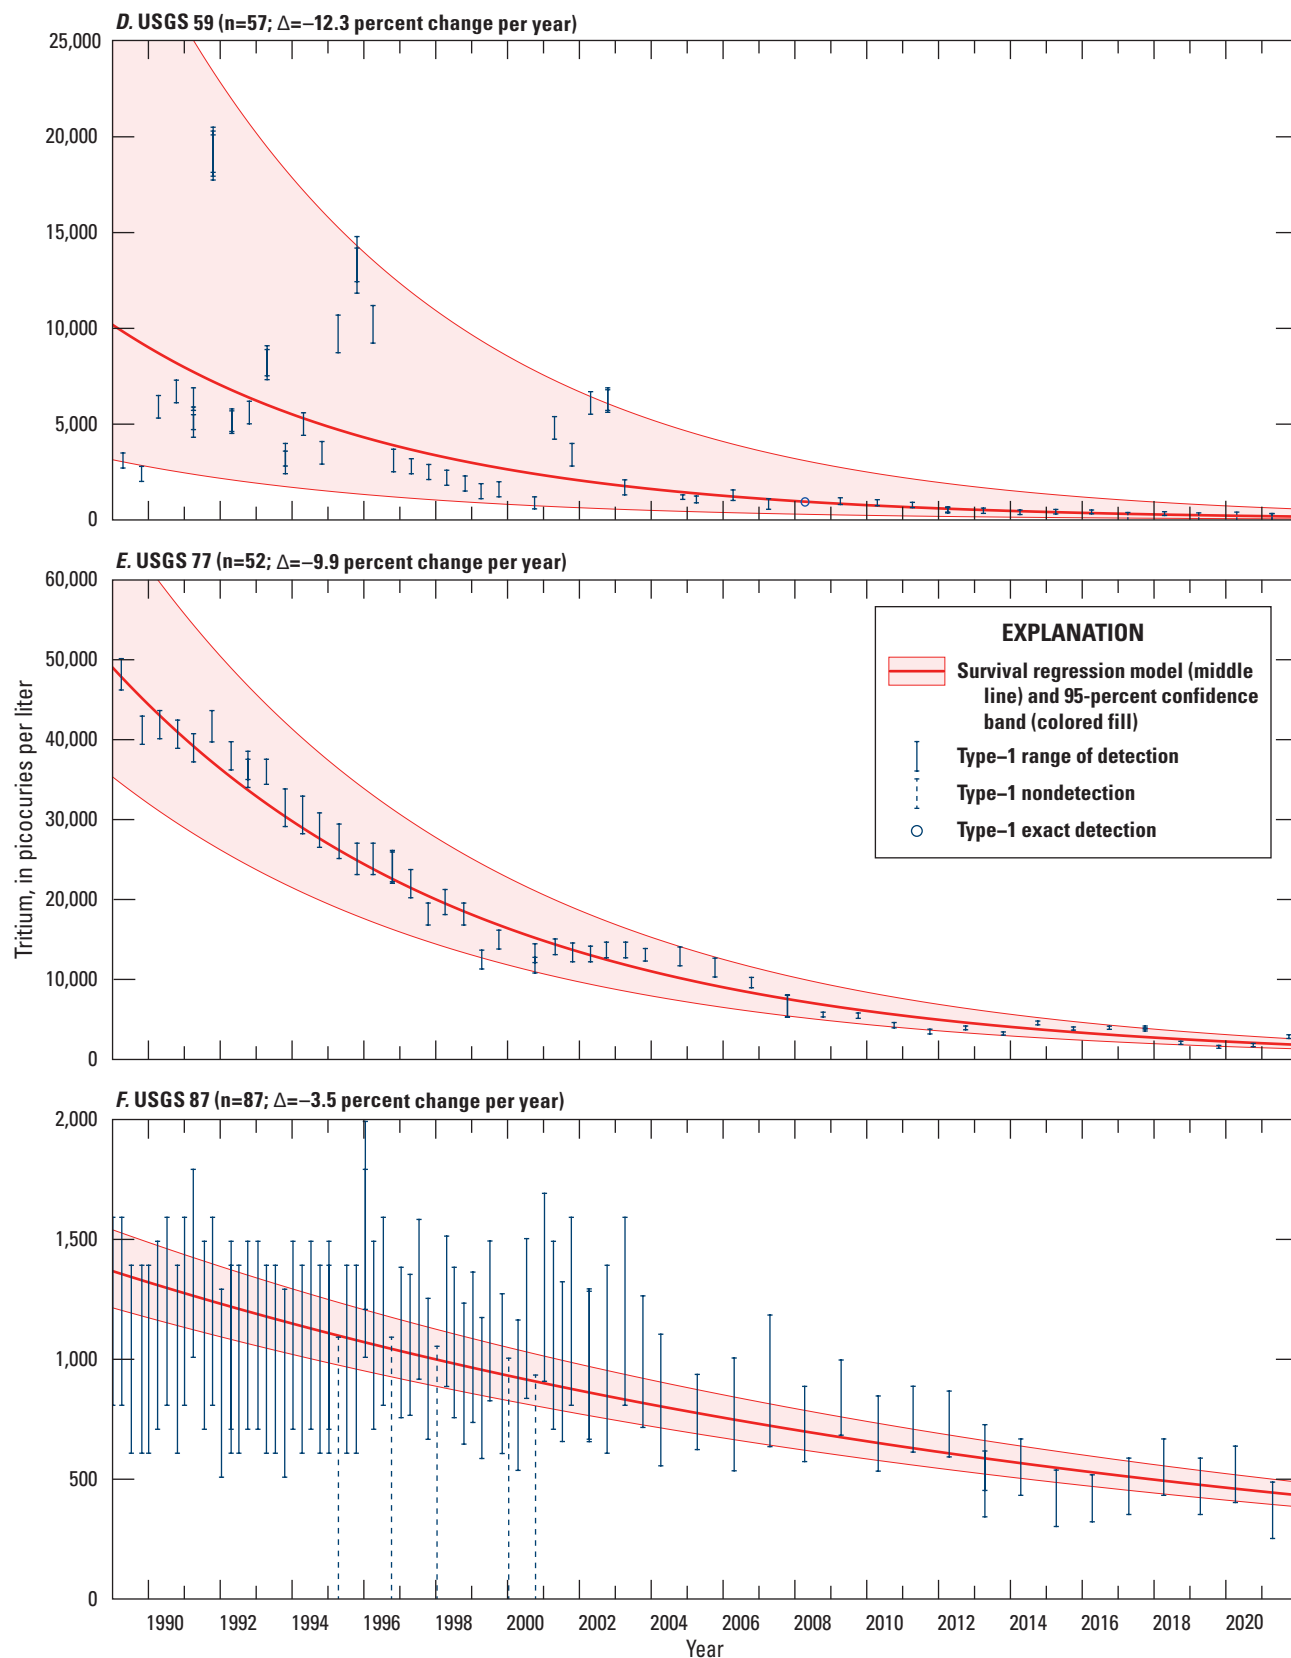 D. USGS 59 (n=57; Δ=–12.3 percent change per year)
25,000
20,000
15,000
10,000
5,000
0
E. USGS 77 (n=52; Δ=–9.9 percent change per year)
60,000
50,000
40,000
30,000
20,000
10,000
0
Tritium, in picocuries per liter
EXPLANATION
Survival regression model (middle
line) and 95-percent confidence
band (colored fill)
Type–1 range of detection
Type–1 nondetection
Type–1 exact detection
F. USGS 87 (n=87; Δ=–3.5 percent change per year)
2,000
1,500
1,000
500
0
1990 1992 1994 1996 1998 2000 2002 2004 2006 2008 2010 2012 2014 2016 2018 2020
Year